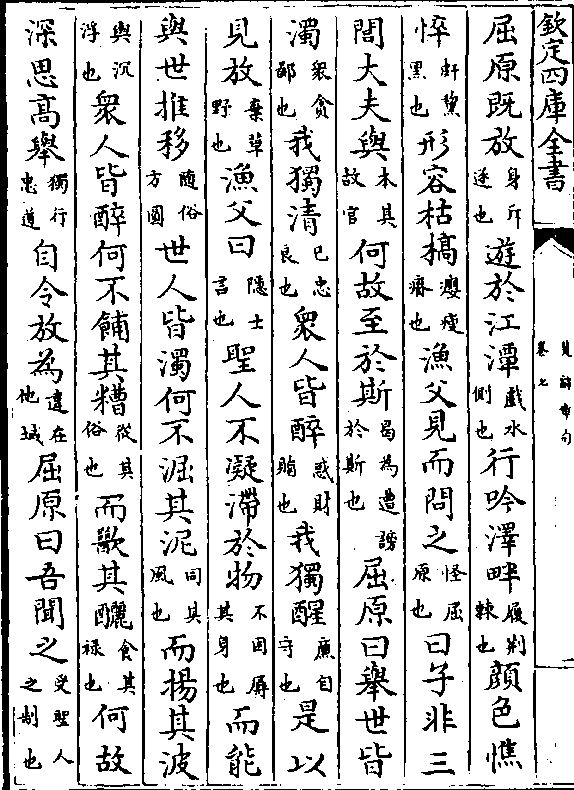 欽定四庫全書
卷七
屈原既放身斥逐也遊於江潭戲水側也行吟澤畔履荆棘也顔色憔
悴皯黴黑也形容枯槁癯瘦瘠也漁父見而問之怪屈原也曰子非三
閭大夫與本其故官何故至於斯曷為遭謗於斯也屈原曰舉世皆
濁衆貪鄙也我獨清已忠良也衆人皆醉惑財賄也我獨醒廉自守也是以
見放棄草野也漁父曰隱士言也聖人不凝滯於物不困辱其身也而能
與世推移隨俗方圓世人皆濁何不淈其泥同其風也而揚其波
與沉浮也衆人皆醉何不餔其糟從其俗也而歠其釃食其禄也何故
深思髙舉獨行忠道自令放為逺在他域屈原曰吾聞之受聖人之制也